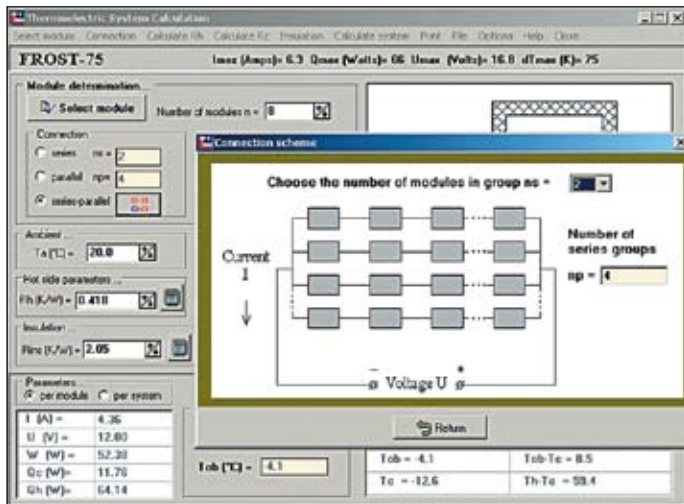 Thermoelectric System Calculation
Select module Connection Calculate Rh Calculate Rc Insulation Calculate system Print File Options Help Close
FROST-75 Imax (Amps)= 6.3 Qmax (Watts)= 66 Umax (Volts)= 16.0 dTmax (K)= 75
Module determination...
Select module Number of modules n = 8
Connection
series ns = 2
parallel np= 4
series-parallel
Ambient
Ta [°C] = 20.0
Hot side parameters ...
Rh (K/W) = 0.410
Insulation
Rins (K/W) = 2.05
Parameters...
per module per system
I (A) = 4.36
U (V) = 12.00
W (W) = 52.38
Qc (W)= 11.76
Qh (W)= 64.14
Connection scheme
Choose the number of modules in group ns = 2
Current
I
Number of
series groups
np = 4
− +
Voltage U
Return
Tob (°C) = -4.1
Tob = -4.1 Tob-Tc = 8.5
Tc = -12.6 Th-Tc = 59.4